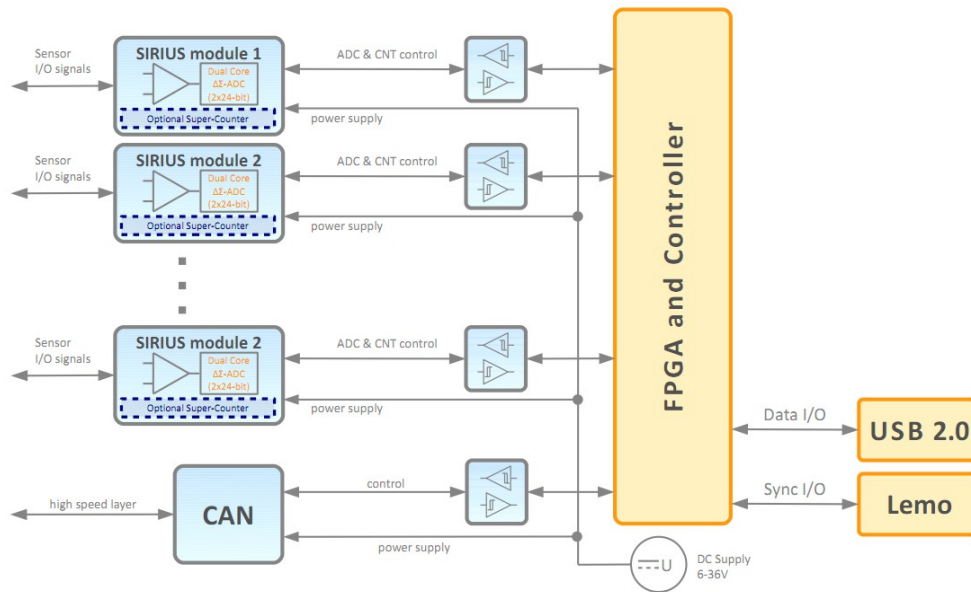 Sensor
I/O signals
SIRIUS module 1
Dual Core
ΔΣ-ADC
(2x24-bit)
Optional Super-Counter
ADC & CNT control
power supply
Sensor
I/O signals
SIRIUS module 2
Dual Core
ΔΣ-ADC
(2x24-bit)
Optional Super-Counter
ADC & CNT control
power supply
Sensor
I/O signals
SIRIUS module 2
Dual Core
ΔΣ-ADC
(2x24-bit)
Optional Super-Counter
ADC & CNT control
power supply
high speed layer
CAN
control
power supply
FPGA and Controller
Data I/O
USB 2.0
Sync I/O
Lemo
U
DC Supply
6-36V